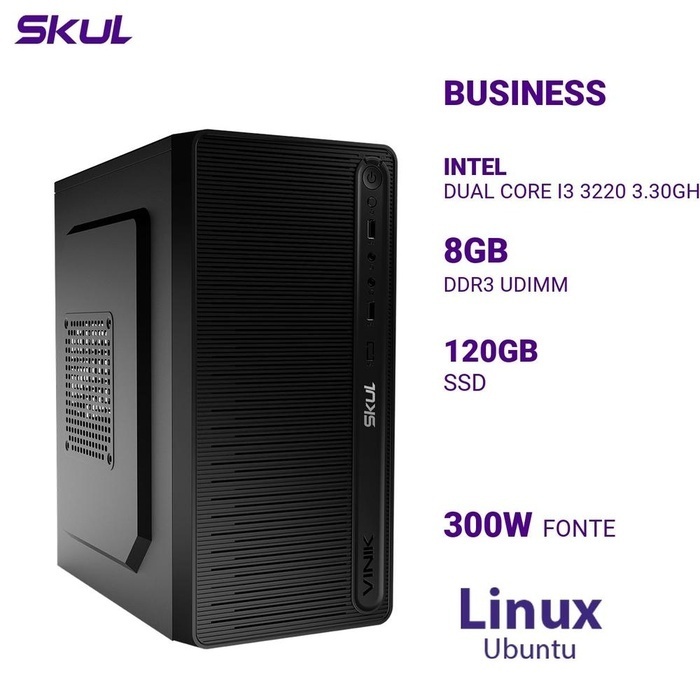 SKUL
BUSINESS
INTEL
DUAL CORE I3 3220 3.30GH
8GB
DDR3 UDIMM
120GB
SSD
SKUL
300W FONTE
VINIK
Linux
Ubuntu